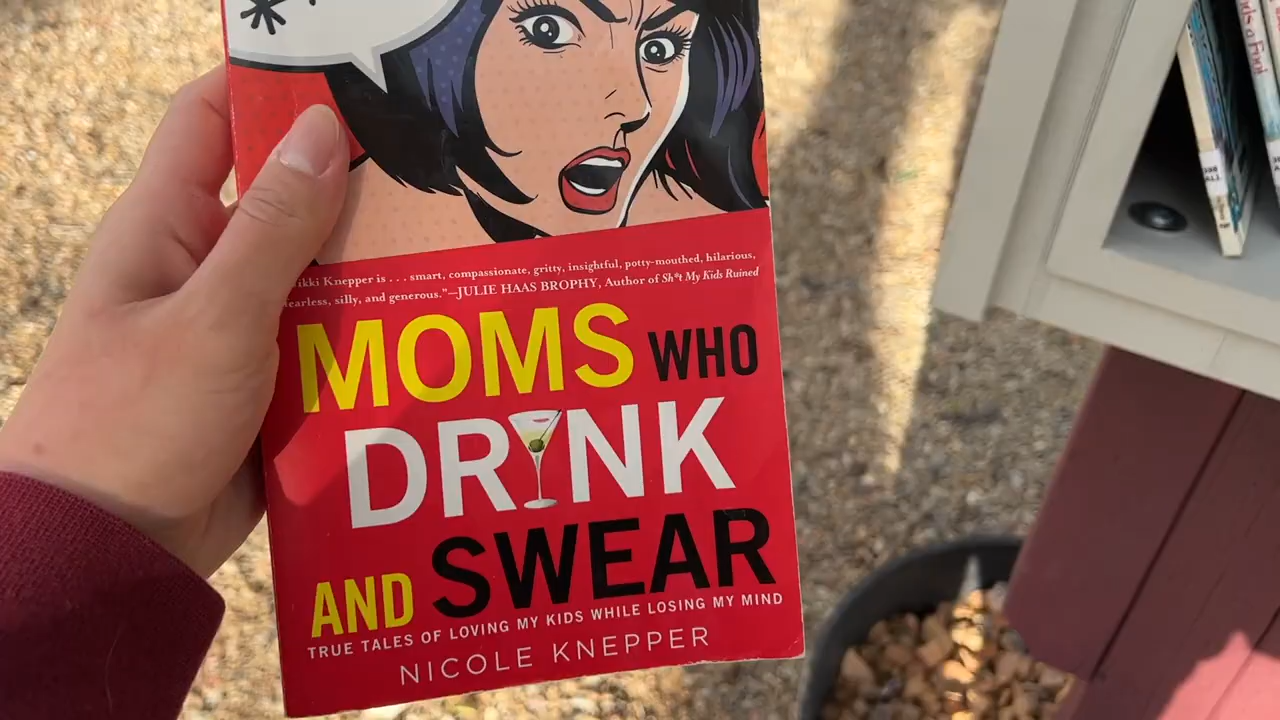 *
ikki Knepper is . . . smart, compassionate, gritty, insightful, potty-mouthed, hilarious,
earless, silly, and generous."—JULIE HAAS BROPHY, Author of Sh*t My Kids Ruined
MOMS WHO
DRINK
AND SWEAR
TRUE TALES OF LOVING MY KIDS WHILE LOSING MY MIND
NICOLE KNEPPER